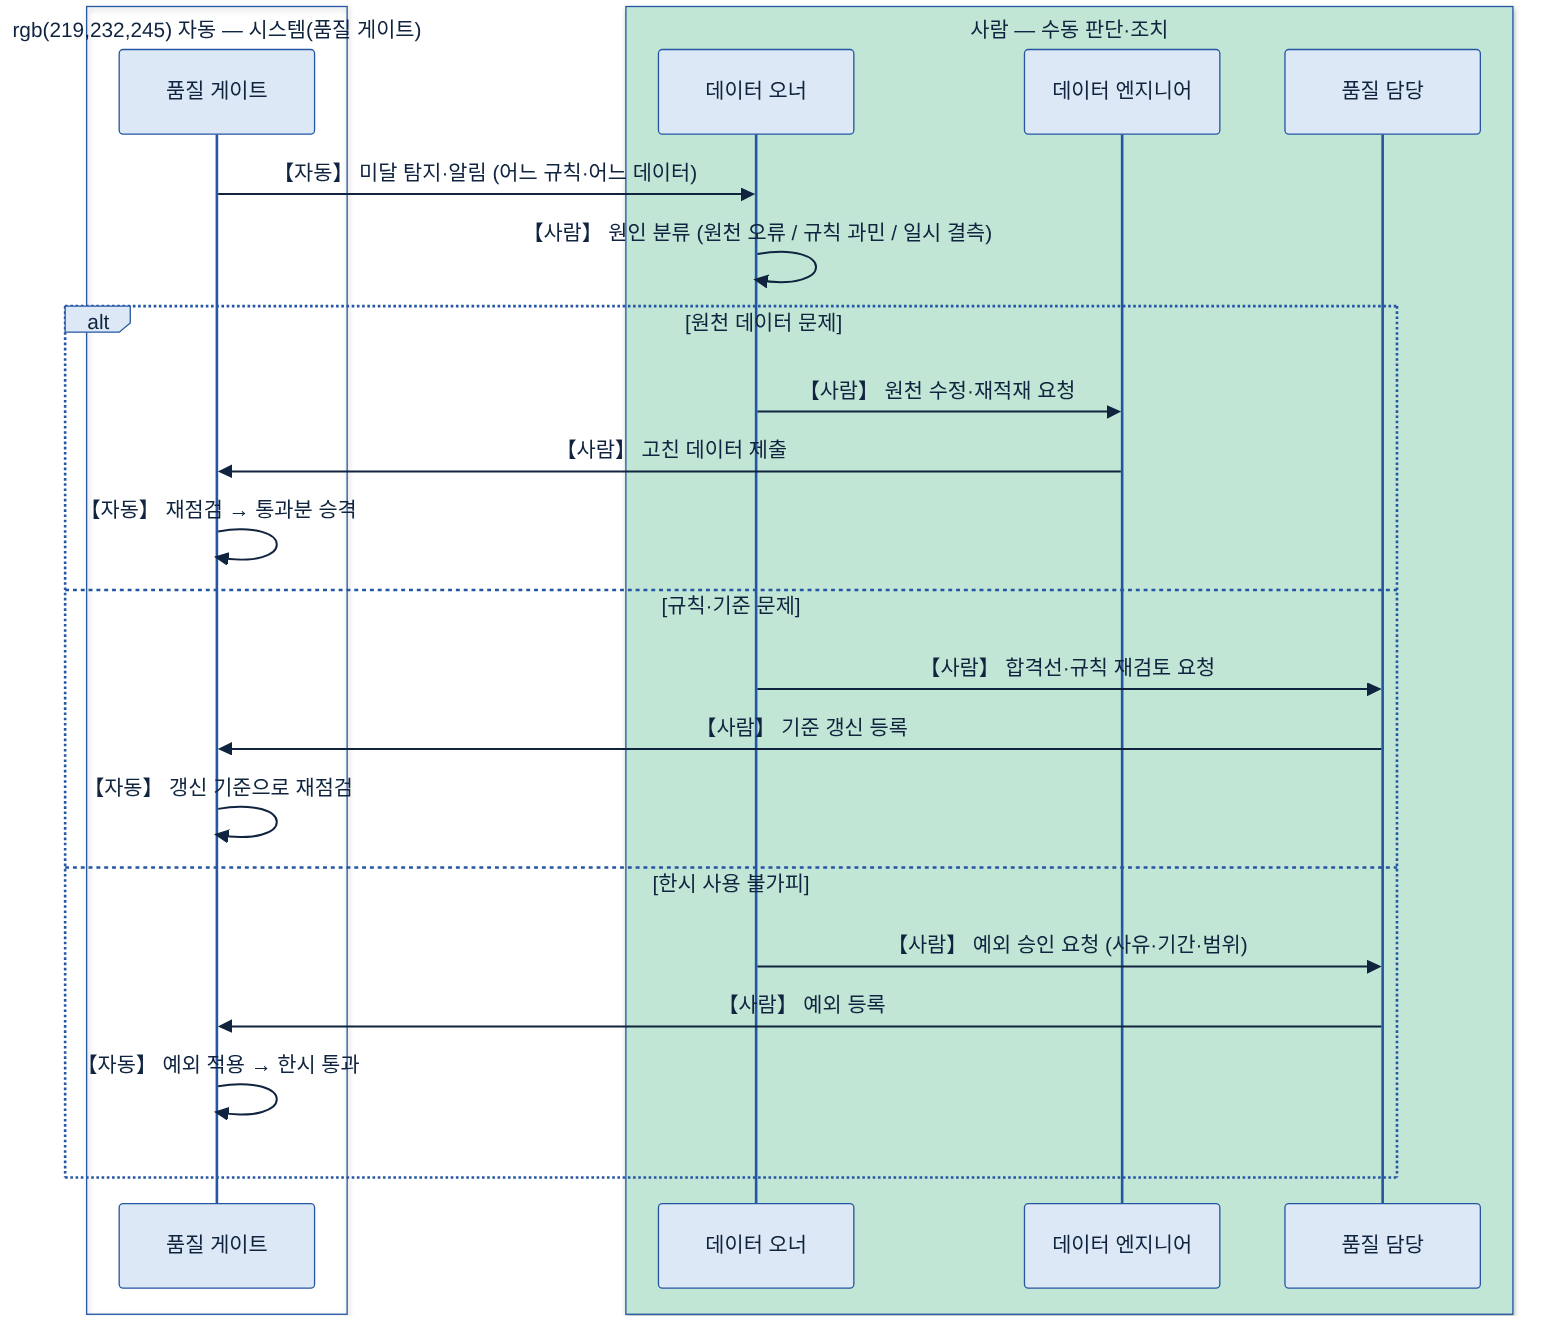 rgb(219,232,245) 자동 — 시스템(품질 게이트)
사람 — 수동 판단·조치
품질 게이트
데이터 오너
데이터 엔지니어
품질 담당
【자동】 미달 탐지·알림 (어느 규칙·어느 데이터)
【사람】 원인 분류 (원천 오류 / 규칙 과민 / 일시 결측)
alt
[원천 데이터 문제]
【사람】 원천 수정·재적재 요청
【사람】 고친 데이터 제출
【자동】 재점검 → 통과분 승격
[규칙·기준 문제]
【사람】 합격선·규칙 재검토 요청
【사람】 기준 갱신 등록
【자동】 갱신 기준으로 재점검
[한시 사용 불가피]
【사람】 예외 승인 요청 (사유·기간·범위)
【사람】 예외 등록
【자동】 예외 적용 → 한시 통과
품질 게이트
데이터 오너
데이터 엔지니어
품질 담당